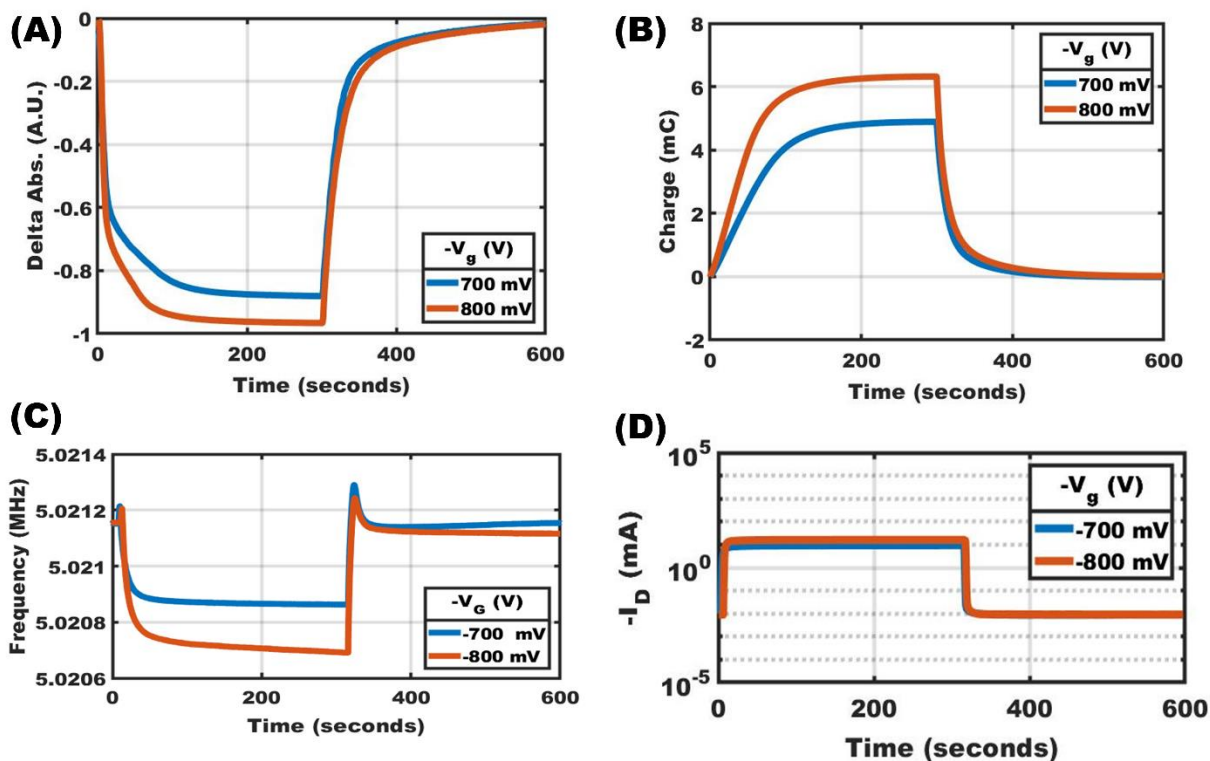 (A)
0
-0.2
-0.4
-0.6
-0.8
-1
Delta Abs. (A.U.)
-Vg (V)
700 mV
800 mV
0 200 400 600
Time (seconds)
(B)
8
6
4
2
0
-2
Charge (mC)
-Vg (V)
700 mV
800 mV
0 200 400 600
Time (seconds)
(C)
5.0214
5.0212
5.021
5.0208
5.0206
Frequency (MHz)
-VG (V)
-700 mV
-800 mV
0 200 400 600
Time (seconds)
(D)
10^5
10^0
10^-5
-ID (mA)
-Vg (V)
-700 mV
-800 mV
0 200 400 600
Time (seconds)